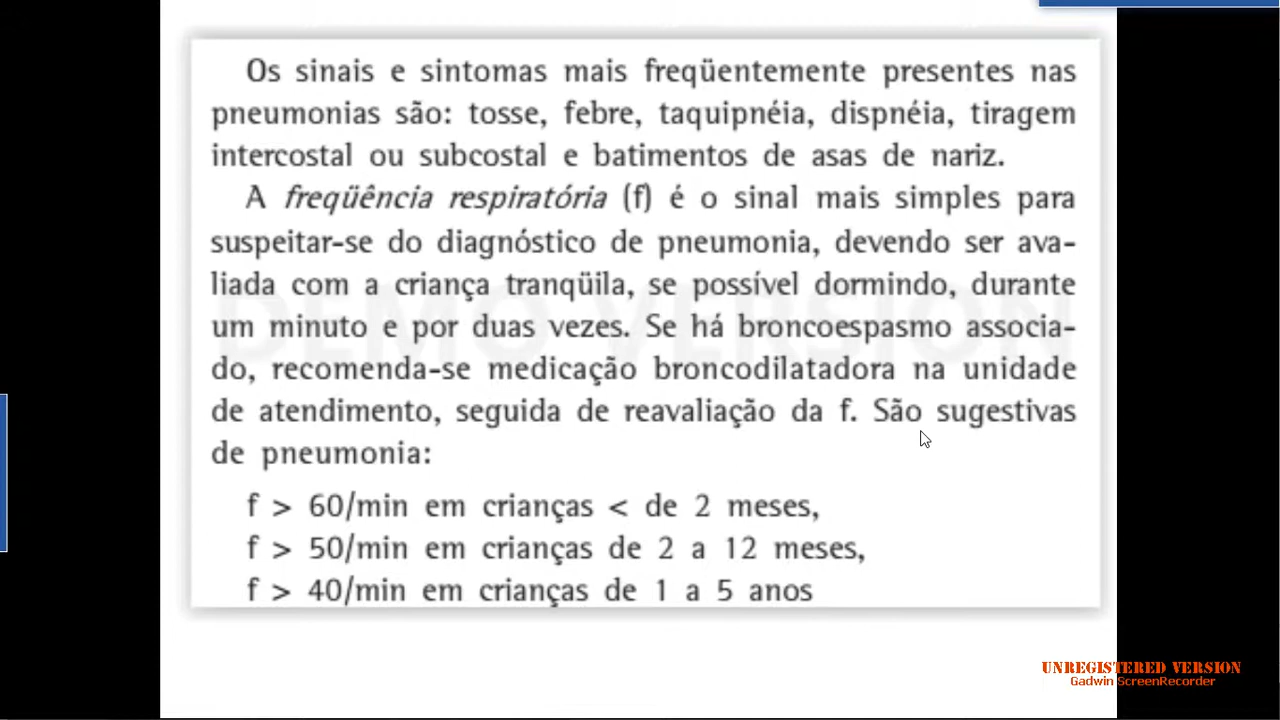 Os sinais e sintomas mais freqüentemente presentes nas
pneumonias são: tosse, febre, taquipnéia, dispnéia, tiragem
intercostal ou subcostal e batimentos de asas de nariz.
A freqüência respiratória (f) é o sinal mais simples para
suspeitar-se do diagnóstico de pneumonia, devendo ser ava-
liada com a criança tranqüila, se possível dormindo, durante
um minuto e por duas vezes. Se há broncoespasmo associa-
do, recomenda-se medicação broncodilatadora na unidade
de atendimento, seguida de reavaliação da f. São sugestivas
de pneumonia:
f > 60/min em crianças < de 2 meses,
f > 50/min em crianças de 2 a 12 meses,
f > 40/min em crianças de 1 a 5 anos
DEMO VERSION
UNREGISTERED VERSION
Gadwin ScreenRecorder